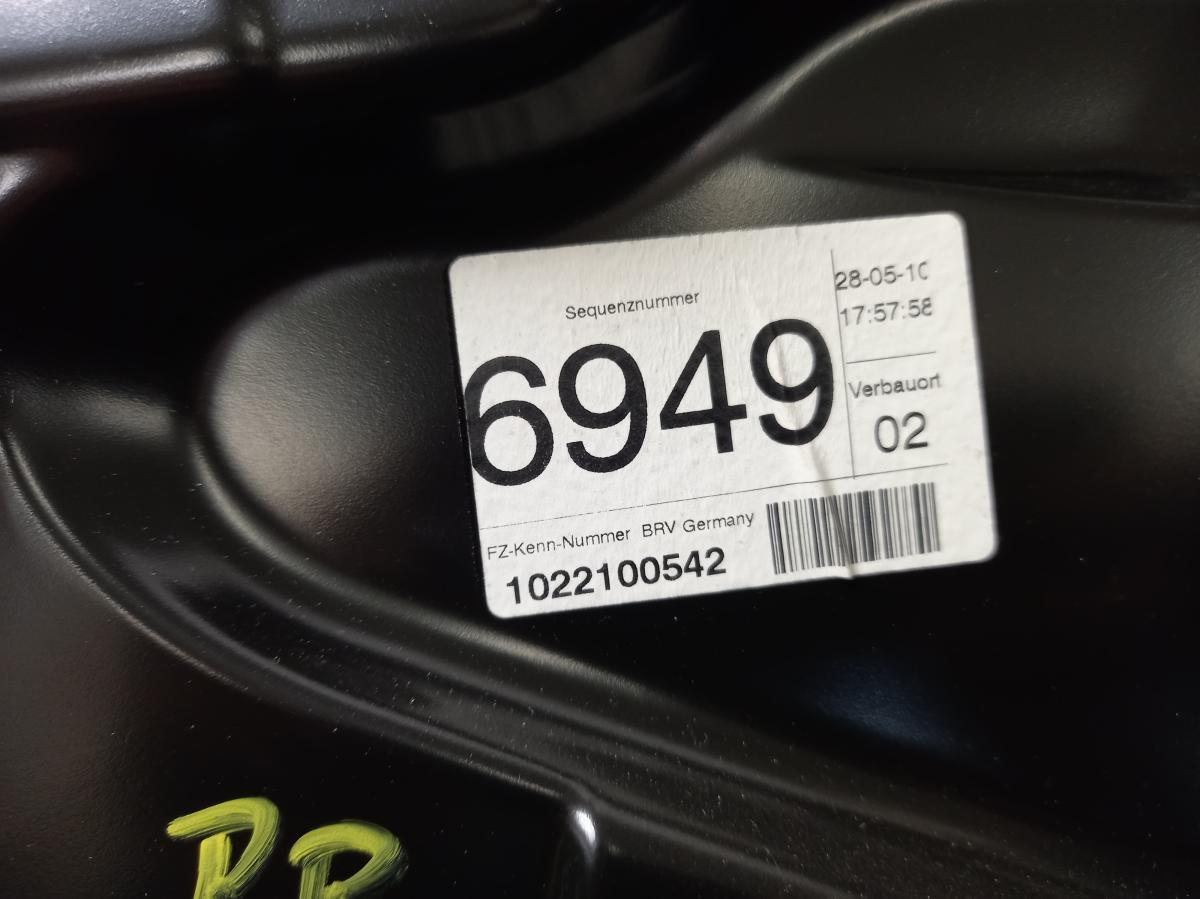 Sequenznummer
6949
28-05-10
17:57:58
Verbauort
02
FZ-Kenn-Nummer BRV Germany
1022100542